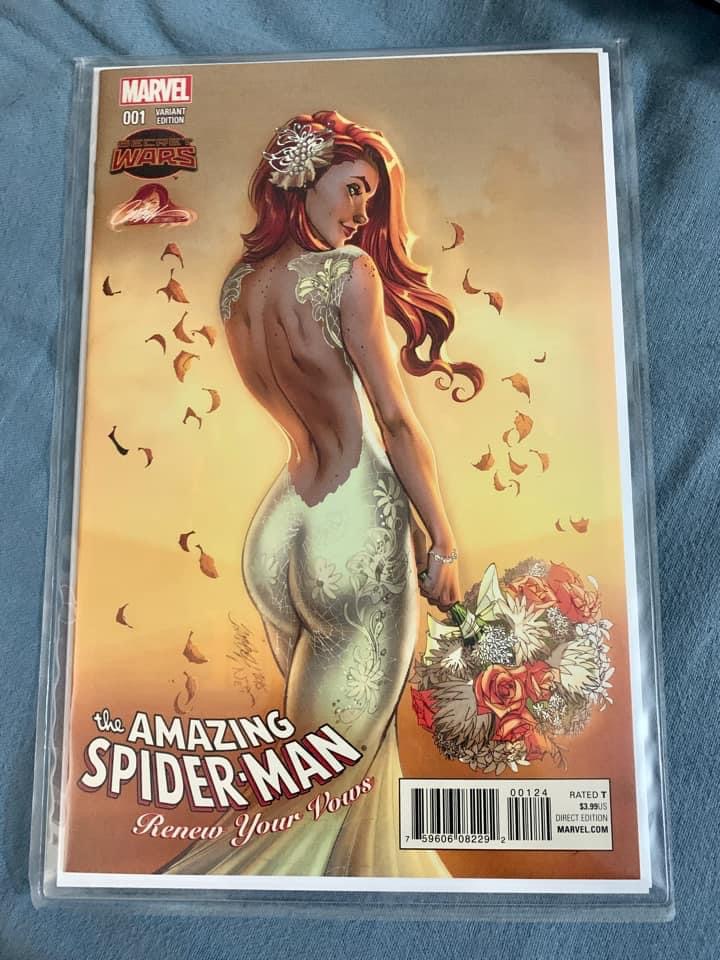 MARVEL
001 VARIANT
EDITION
SECRET
WARS
the AMAZING
SPIDER-MAN
Renew Your Vows
00124
RATED T
$3.99US
DIRECT EDITION
MARVEL.COM
7 59606 08229 2